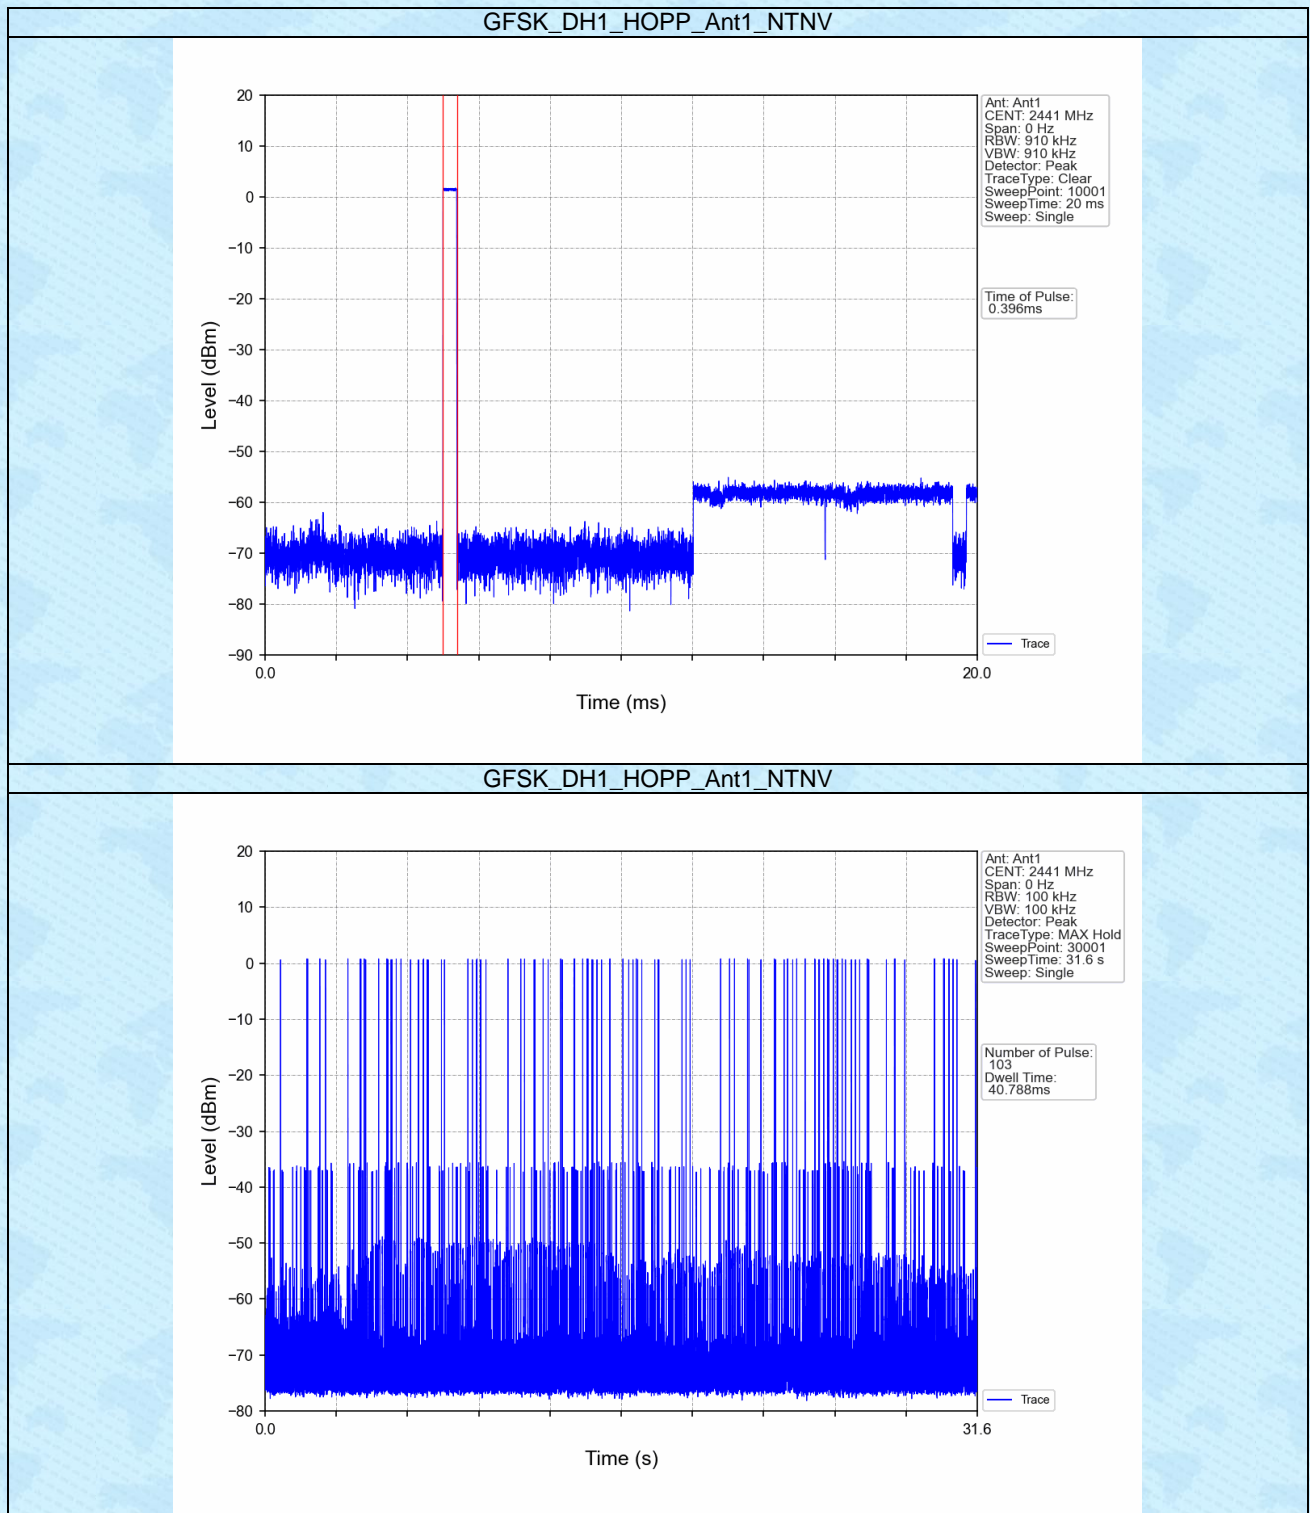 GFSK_DH1_HOPP_Ant1_NTNV
20
10
0
−10
−20
−30
−40
−50
−60
−70
−80
−90
Level (dBm)
0.0
20.0
Time (ms)
Ant: Ant1
CENT: 2441 MHz
Span: 0 Hz
RBW: 910 kHz
VBW: 910 kHz
Detector: Peak
TraceType: Clear
SweepPoint: 10001
SweepTime: 20 ms
Sweep: Single
Time of Pulse:
0.396ms
Trace
GFSK_DH1_HOPP_Ant1_NTNV
20
10
0
−10
−20
−30
−40
−50
−60
−70
−80
Level (dBm)
0.0
31.6
Time (s)
Ant: Ant1
CENT: 2441 MHz
Span: 0 Hz
RBW: 100 kHz
VBW: 100 kHz
Detector: Peak
TraceType: MAX Hold
SweepPoint: 30001
SweepTime: 31.6 s
Sweep: Single
Number of Pulse:
103
Dwell Time:
40.788ms
Trace